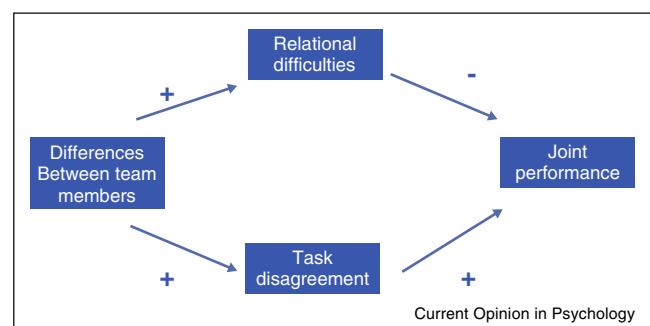 Relational
difficulties
+
-
Differences
Between team
members
Joint
performance
Task
disagreement
+
+
Current Opinion in Psychology